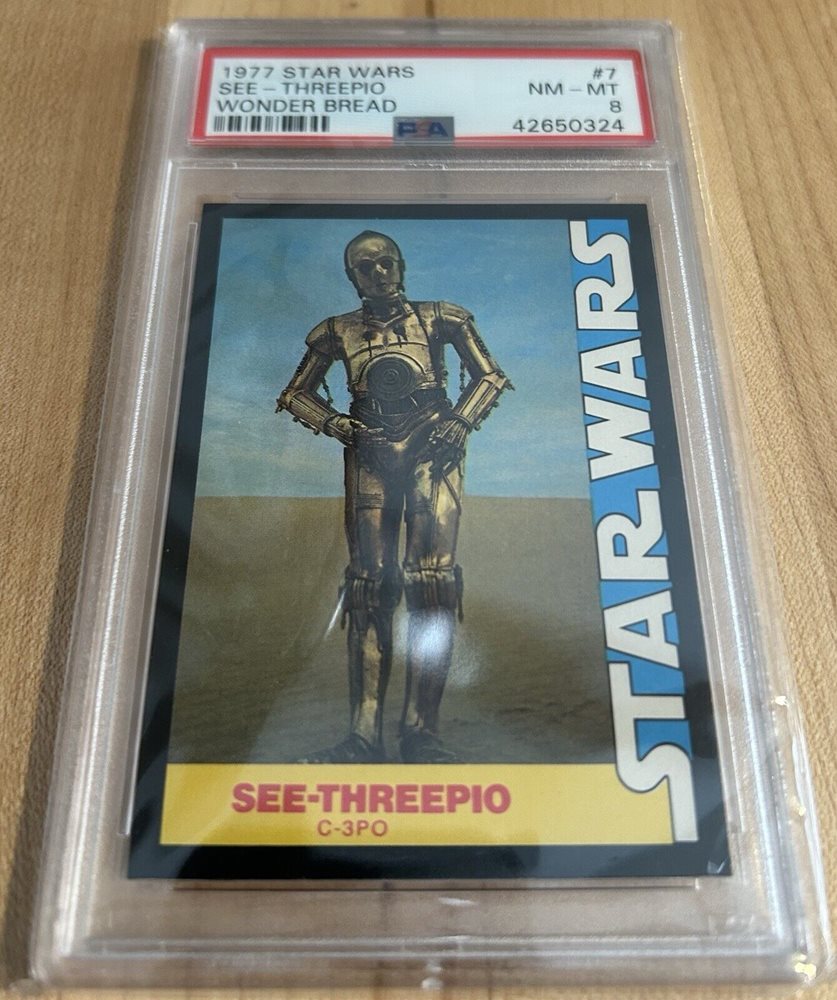 1977 STAR WARS #7
SEE-THREEPIO NM-MT
WONDER BREAD 8
PSA 42650324
STAR WARS
SEE-THREEPIO
C-3PO